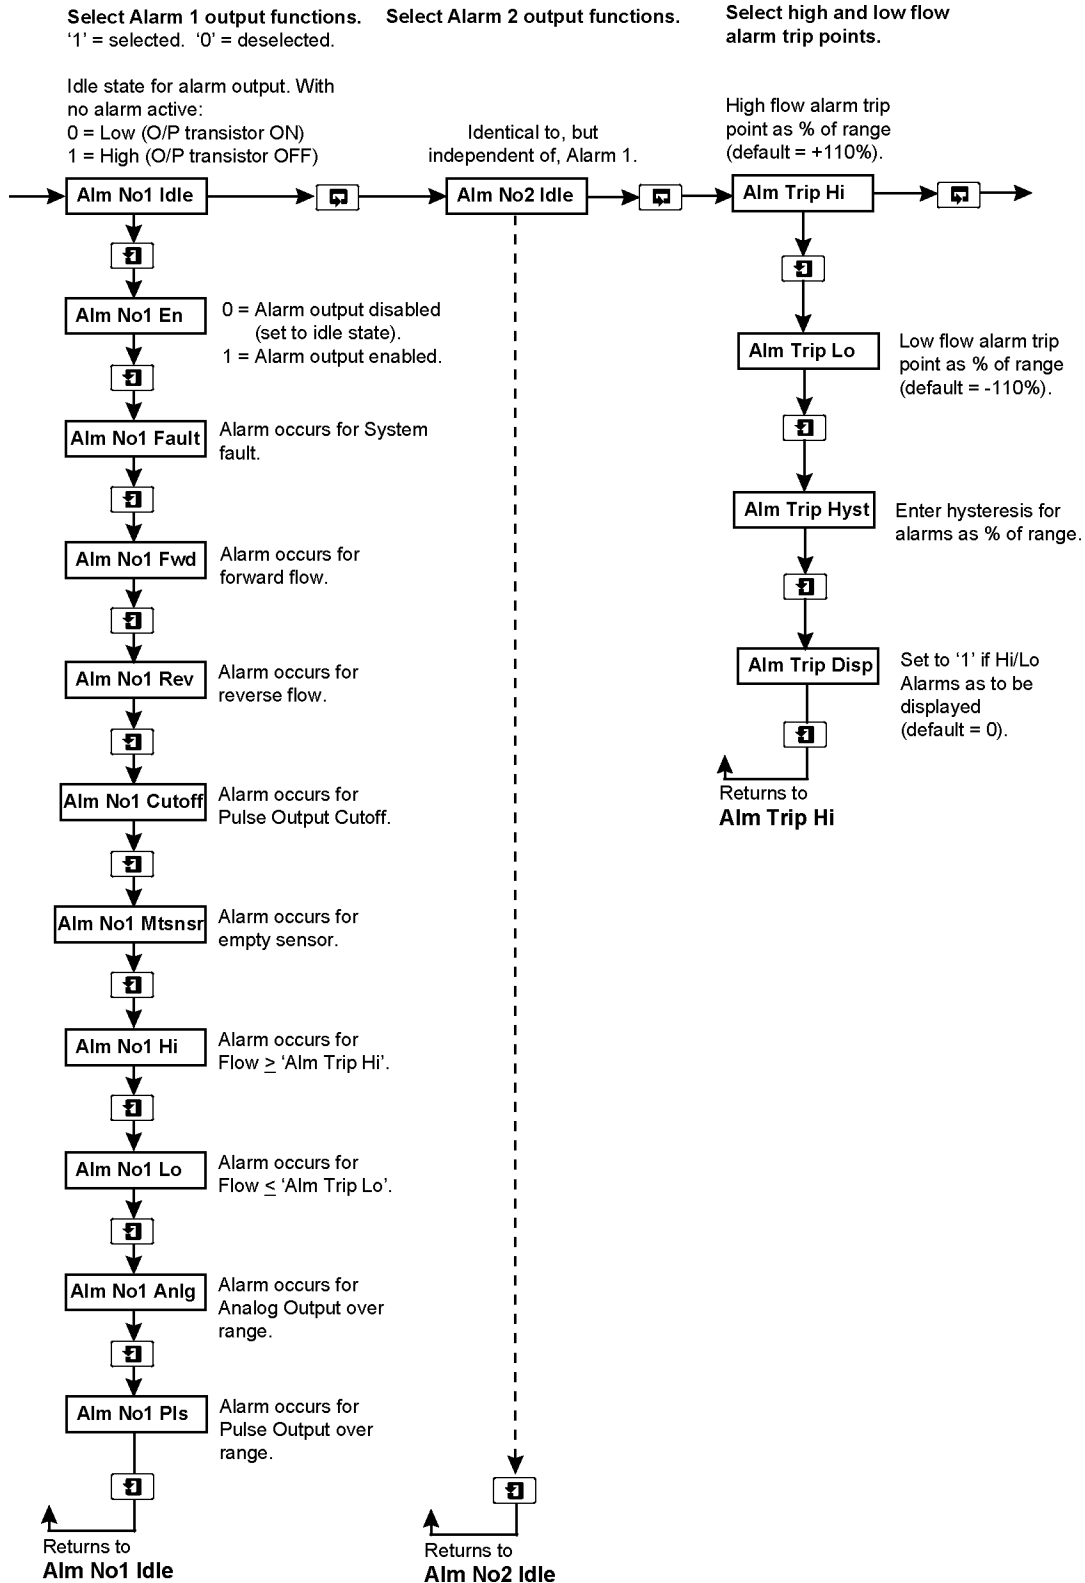 Select Alarm 1 output functions.
‘1’ = selected.  ‘0’ = deselected.
Idle state for alarm output. With
no alarm active:
0 = Low (O/P transistor ON)
1 = High (O/P transistor OFF)
Alm No1 Idle
Alm No1 En
0 = Alarm output disabled
(set to idle state).
1 = Alarm output enabled.
Alm No1 Fault
Alarm occurs for System
fault.
Alm No1 Fwd
Alarm occurs for
forward flow.
Alm No1 Rev
Alarm occurs for
reverse flow.
Alm No1 Cutoff
Alarm occurs for
Pulse Output Cutoff.
Alm No1 Mtsnsr
Alarm occurs for
empty sensor.
Alm No1 Hi
Alarm occurs for
Flow ≥ ‘Alm Trip Hi’.
Alm No1 Lo
Alarm occurs for
Flow ≤ ‘Alm Trip Lo’.
Alm No1 Anlg
Alarm occurs for
Analog Output over
range.
Alm No1 Pls
Alarm occurs for
Pulse Output over
range.
Returns to
Alm No1 Idle
Select Alarm 2 output functions.
Identical to, but
independent of, Alarm 1.
Alm No2 Idle
Returns to
Alm No2 Idle
Select high and low flow
alarm trip points.
High flow alarm trip
point as % of range
(default = +110%).
Alm Trip Hi
Alm Trip Lo
Low flow alarm trip
point as % of range
(default = -110%).
Alm Trip Hyst
Enter hysteresis for
alarms as % of range.
Alm Trip Disp
Set to ‘1’ if Hi/Lo
Alarms as to be
displayed
(default = 0).
Returns to
Alm Trip Hi